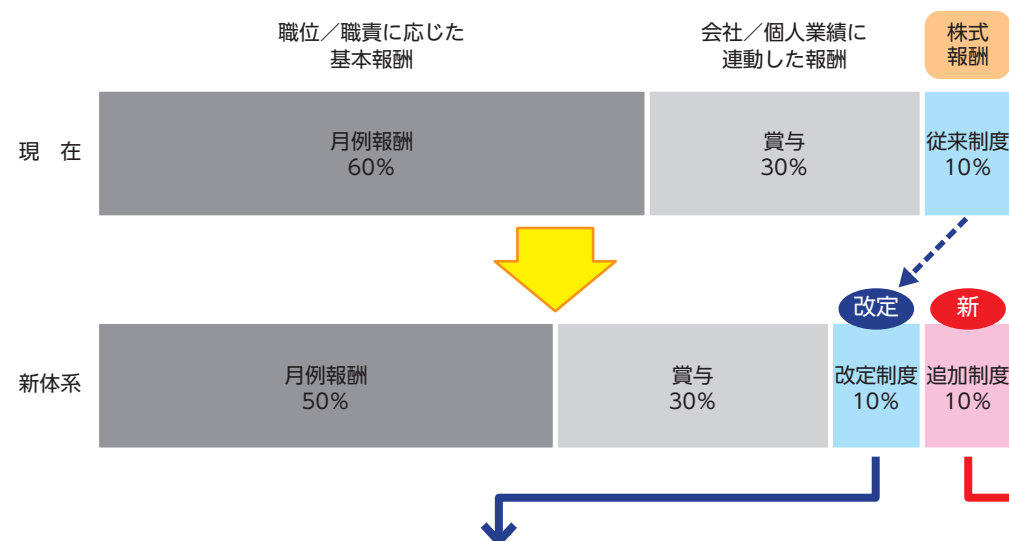 職位／職責に応じた
基本報酬
会社／個人業績に
連動した報酬
株式
報酬
現　在
月例報酬
60%
賞与
30%
従来制度
10%
改定
新
新体系
月例報酬
50%
賞与
30%
改定制度
10%
追加制度
10%